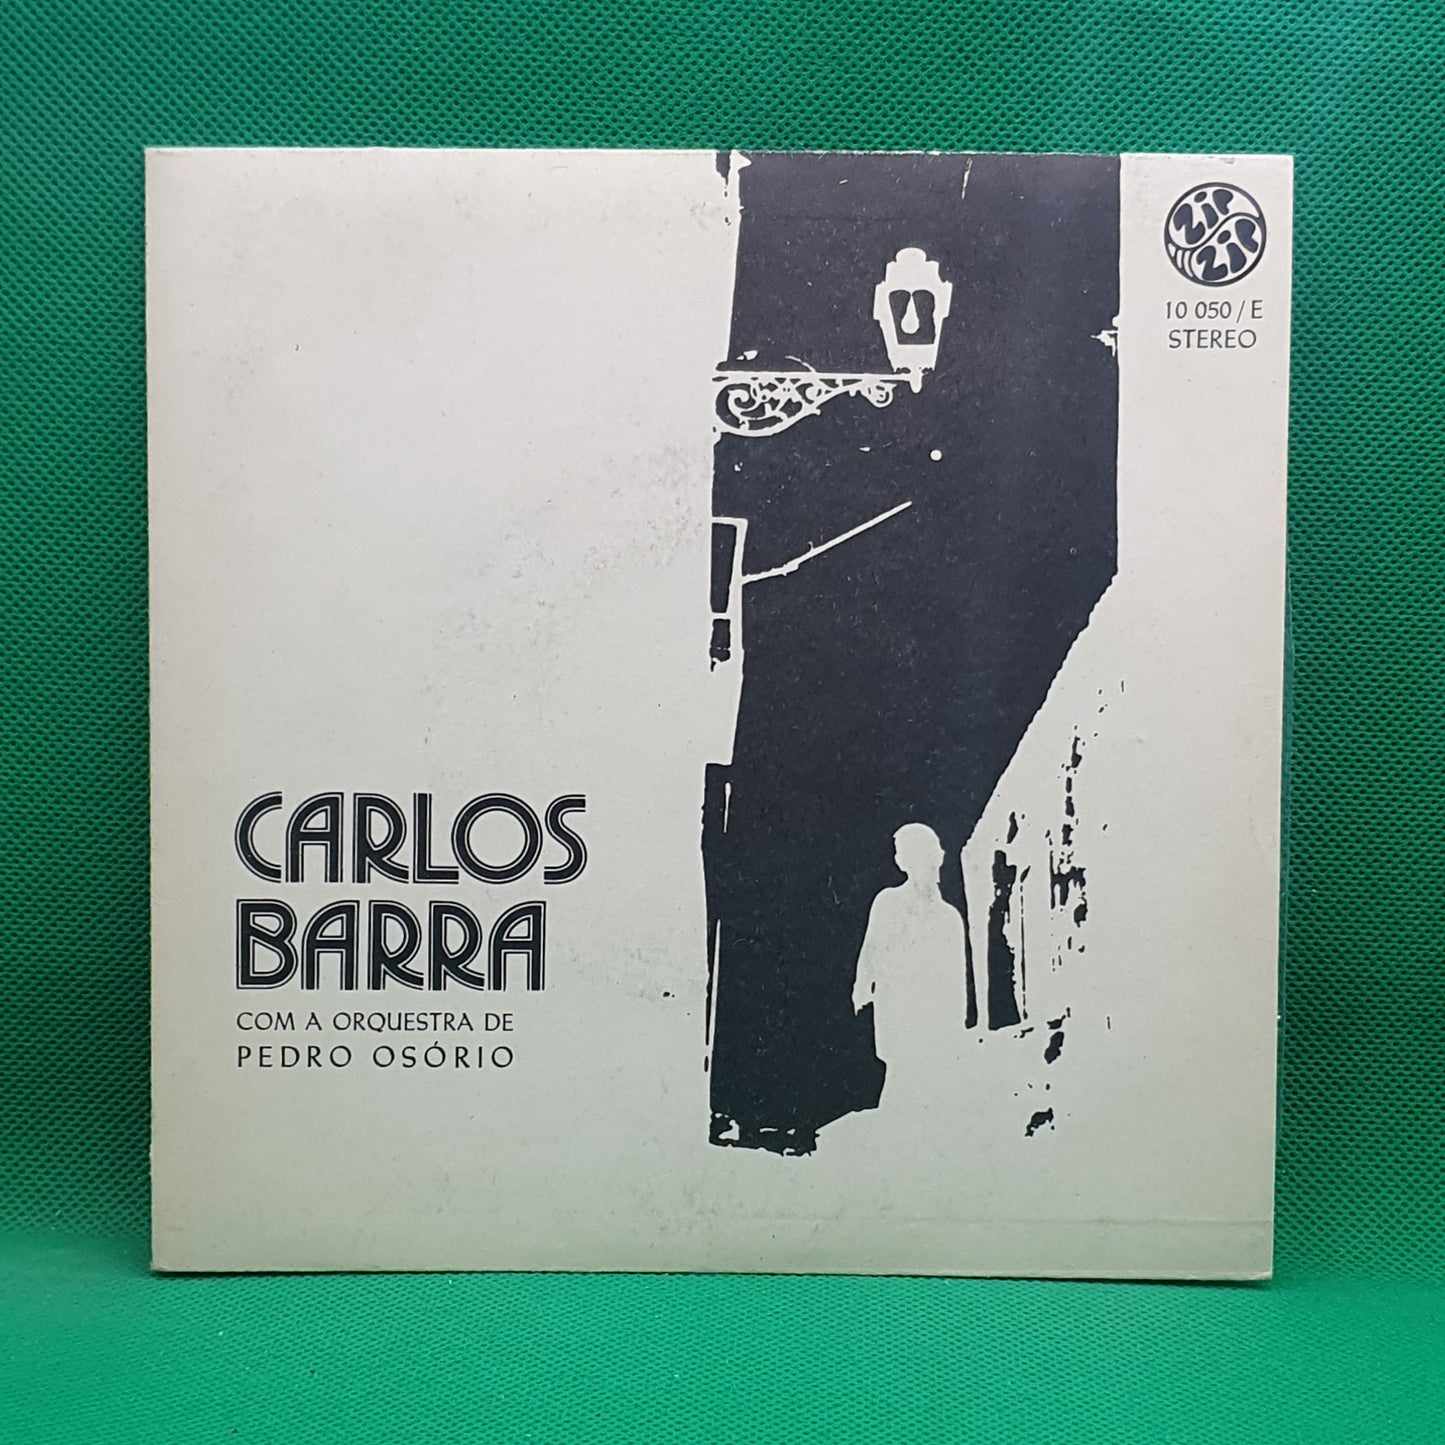 ZIP
ZIP
10 050 / E
STEREO
CARLOS
BARRA
COM A ORQUESTRA DE
PEDRO OSÓRIO